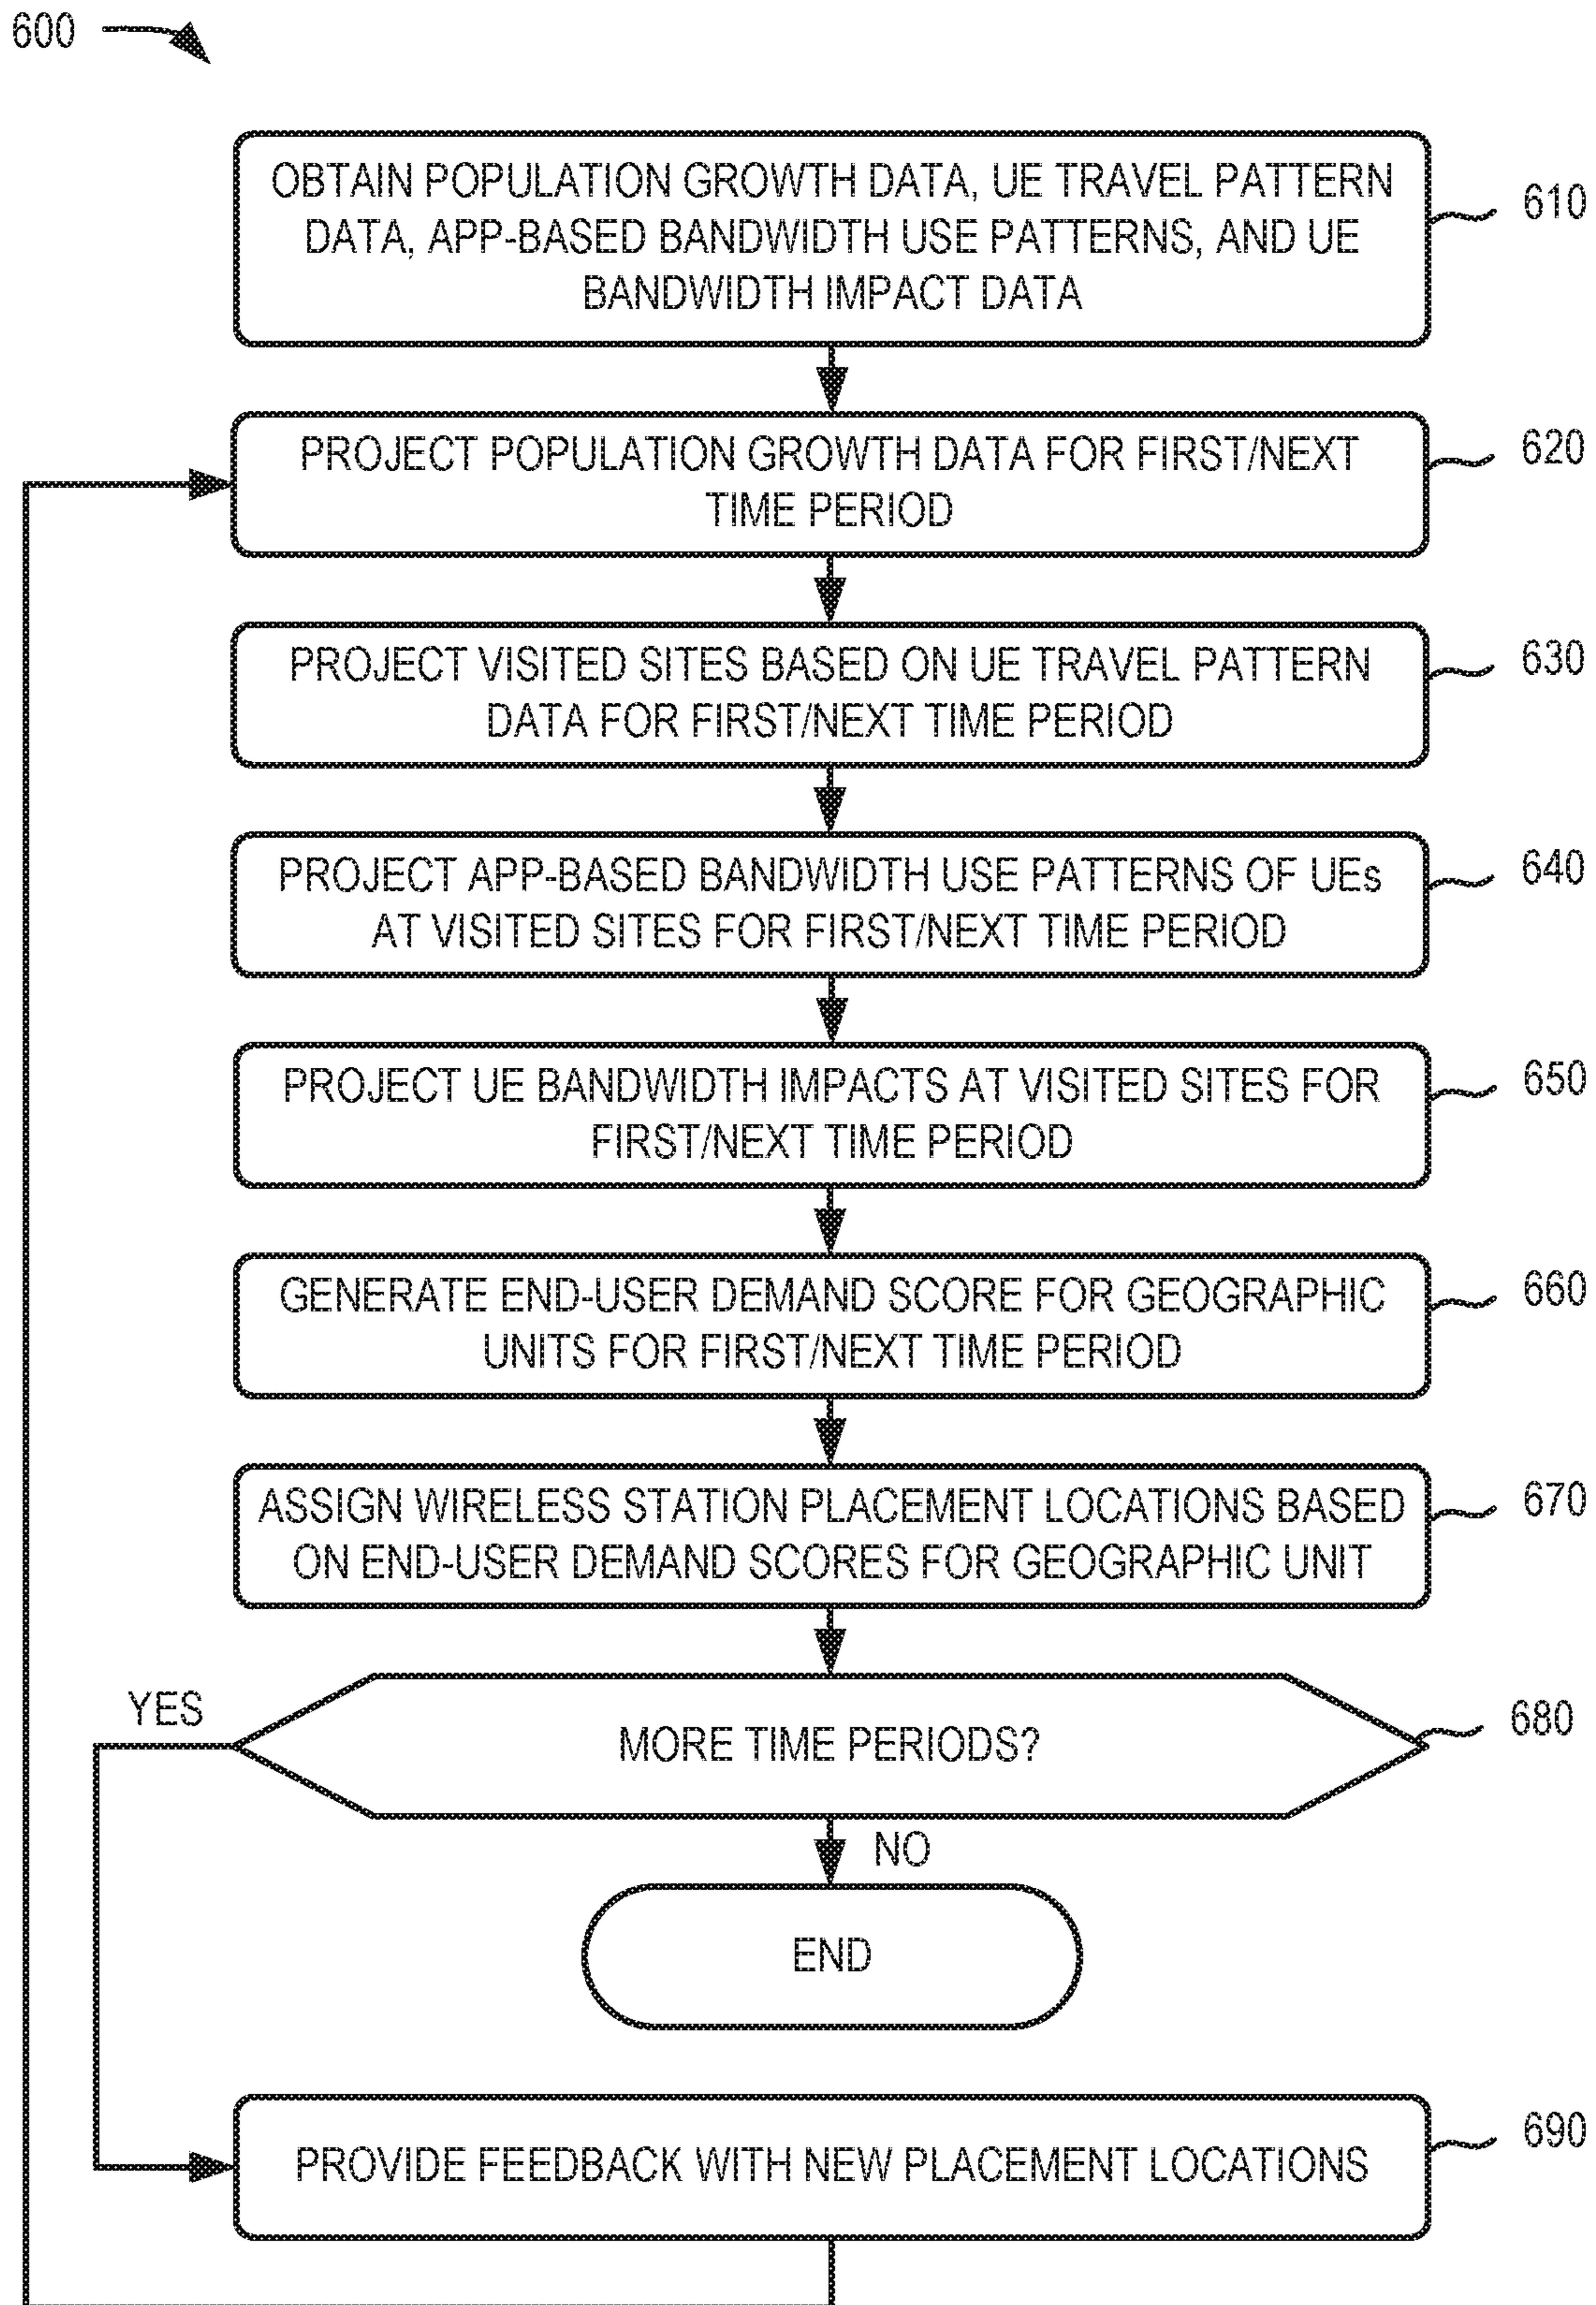 600
OBTAIN POPULATION GROWTH DATA, UE TRAVEL PATTERN
DATA, APP-BASED BANDWIDTH USE PATTERNS, AND UE
BANDWIDTH IMPACT DATA
610
PROJECT POPULATION GROWTH DATA FOR FIRST/NEXT
TIME PERIOD
620
PROJECT VISITED SITES BASED ON UE TRAVEL PATTERN
DATA FOR FIRST/NEXT TIME PERIOD
630
PROJECT APP-BASED BANDWIDTH USE PATTERNS OF UEs
AT VISITED SITES FOR FIRST/NEXT TIME PERIOD
640
PROJECT UE BANDWIDTH IMPACTS AT VISITED SITES FOR
FIRST/NEXT TIME PERIOD
650
GENERATE END-USER DEMAND SCORE FOR GEOGRAPHIC
UNITS FOR FIRST/NEXT TIME PERIOD
660
ASSIGN WIRELESS STATION PLACEMENT LOCATIONS BASED
ON END-USER DEMAND SCORES FOR GEOGRAPHIC UNIT
670
YES
MORE TIME PERIODS?
680
NO
END
PROVIDE FEEDBACK WITH NEW PLACEMENT LOCATIONS
690